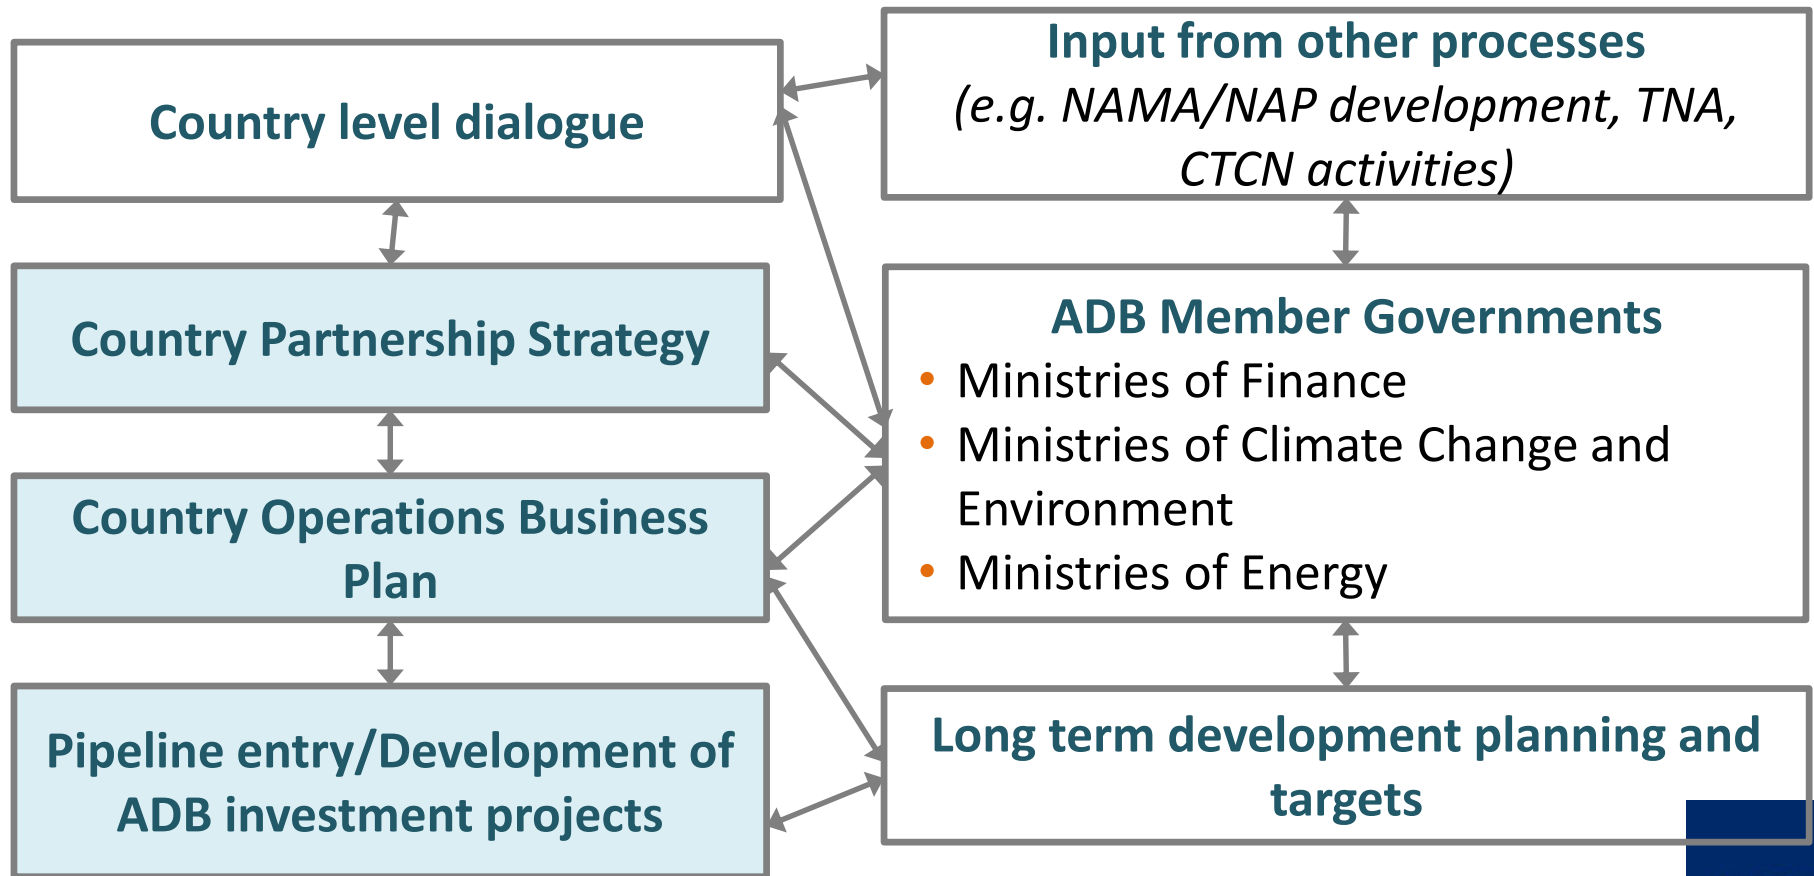 Country level dialogue
Country Partnership Strategy
Country Operations Business
Plan
Pipeline entry/Development of
ADB investment projects
Input from other processes
(e.g. NAMA/NAP development, TNA,
CTCN activities)
ADB Member Governments
• Ministries of Finance
• Ministries of Climate Change and
Environment
• Ministries of Energy
Long term development planning and
targets